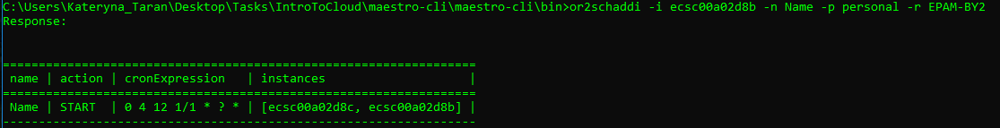 C:\Users\Kateryna_Taran\Desktop\Tasks\IntroToCloud\maestro-cli\maestro-cli\bin>or2schaddi -i ecsc00a02d8b -n Name -p personal -r EPAM-BY2
Response:
=================================================================
name | action | cronExpression | instances |
=================================================================
Name | START | 0 4 12 1/1 * ? * | [ecsc00a02d8c, ecsc00a02d8b] |
-----------------------------------------------------------------